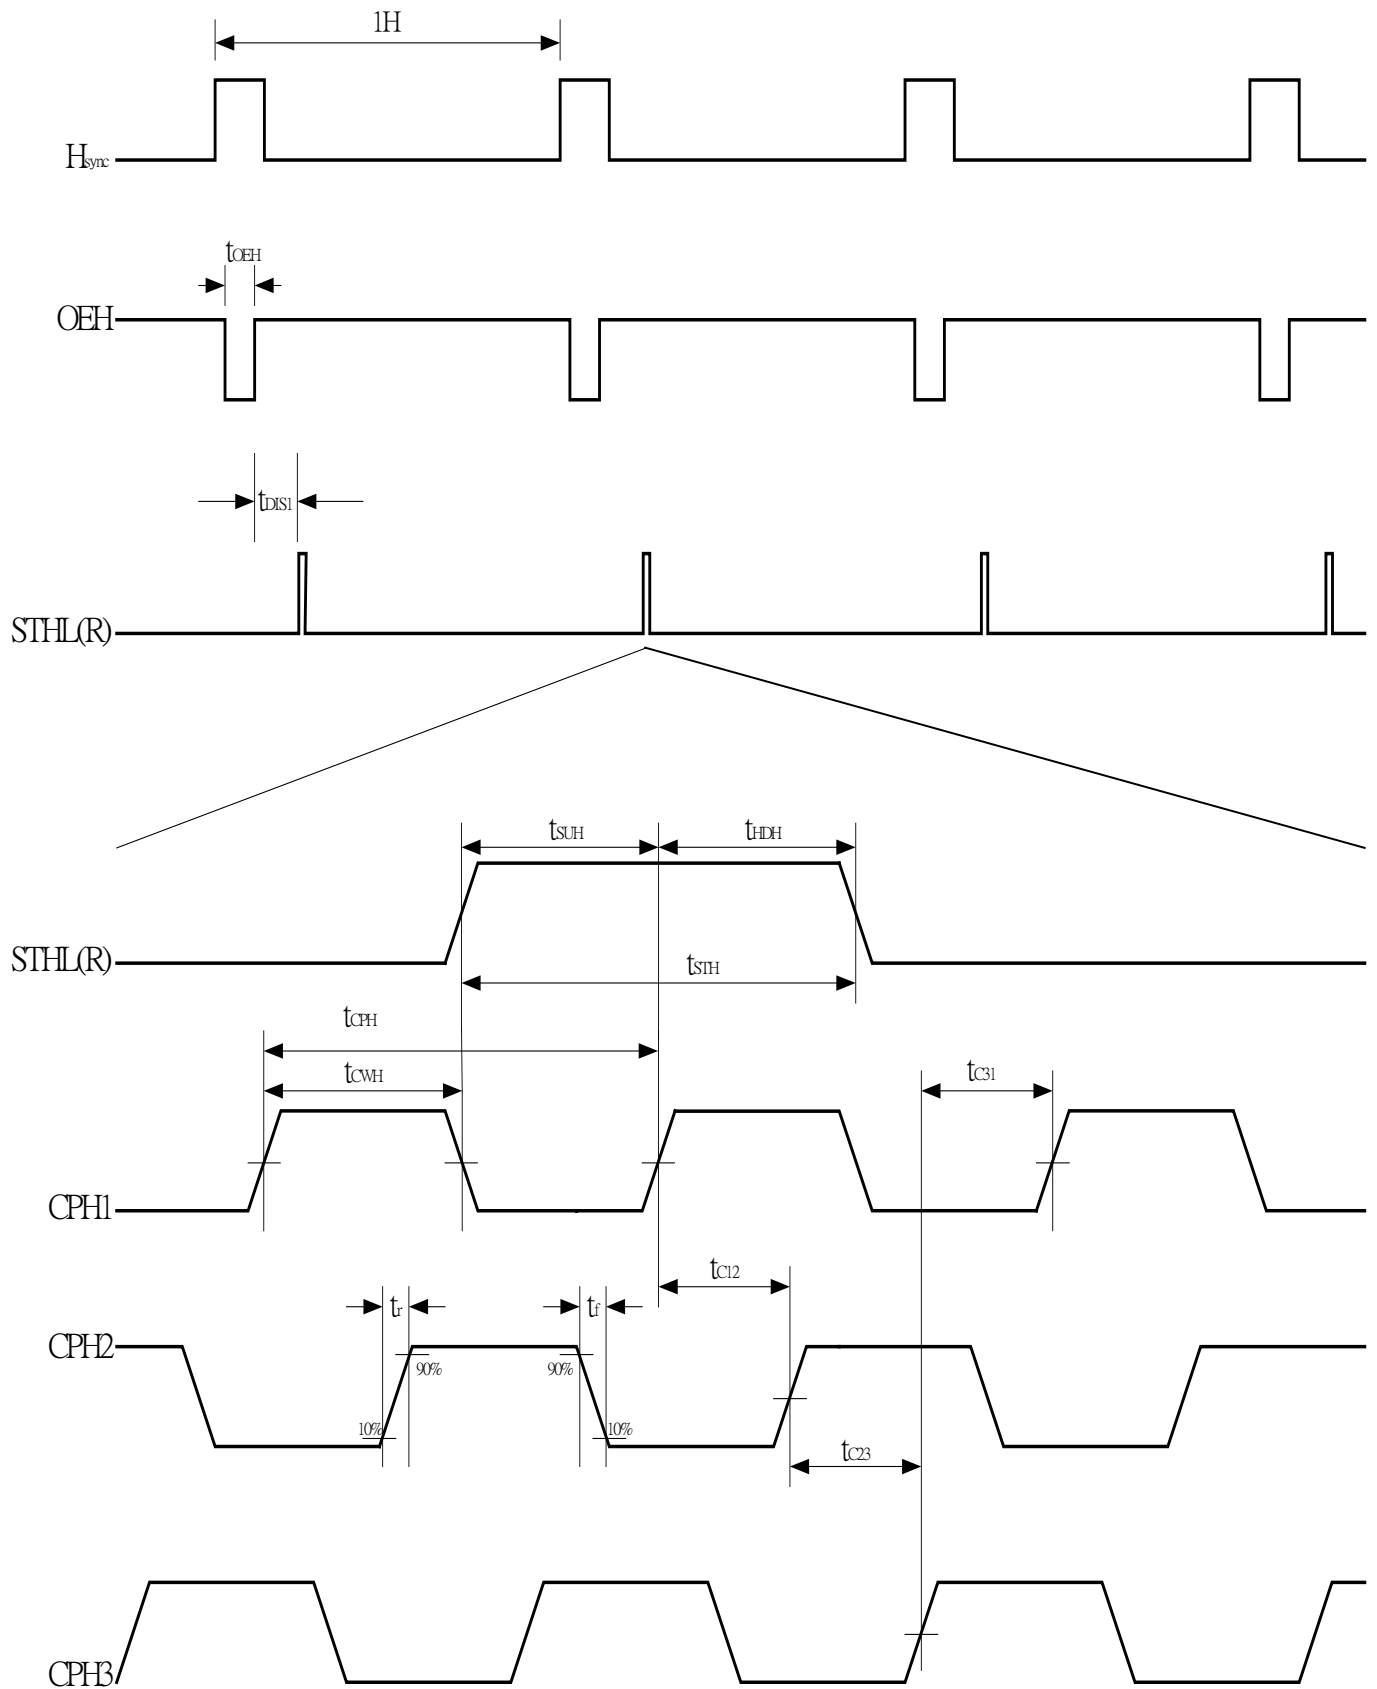 1H
Hsync
tOEH
OEH
tDIS1
STHL(R)
tSUH
tHDH
STHL(R)
tSTH
tCPH
tCWH
tC31
CPH1
tC12
tr
tf
CPH2
90%
90%
10%
10%
tC23
CPH3